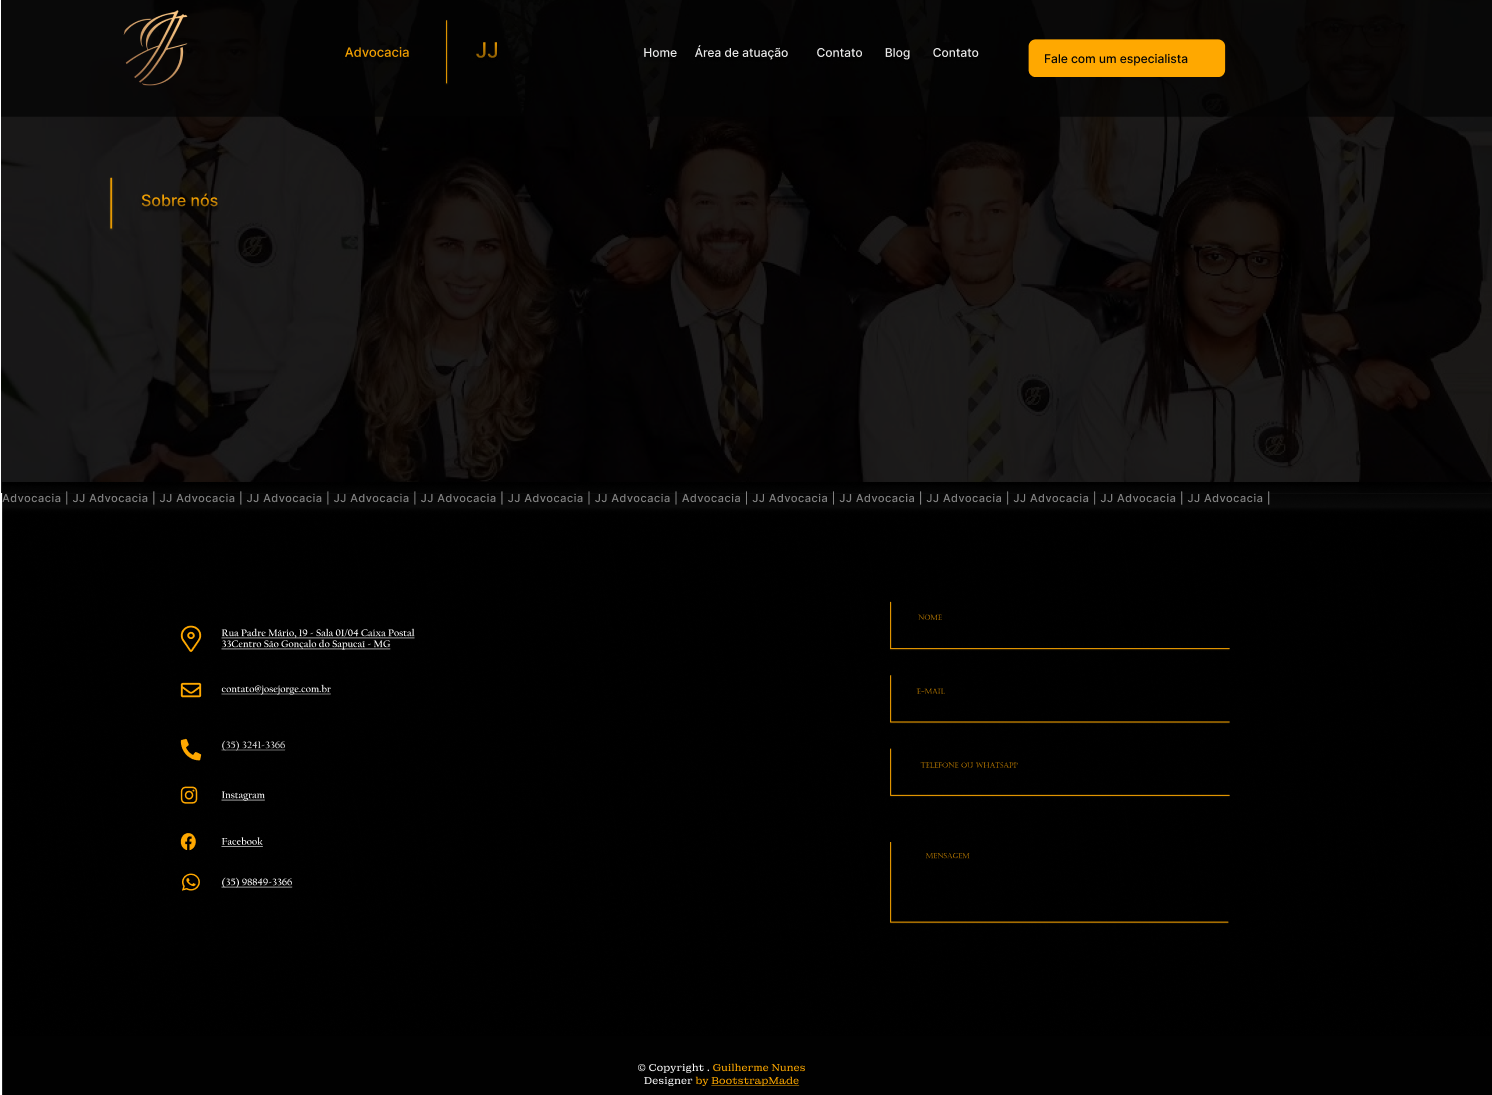 Advocacia
JJ
Home Área de atuação Contato Blog Contato
Fale com um especialista
Sobre nós
Advocacia | JJ Advocacia | JJ Advocacia | JJ Advocacia | JJ Advocacia | JJ Advocacia | JJ Advocacia | JJ Advocacia | Advocacia | JJ Advocacia | JJ Advocacia | JJ Advocacia | JJ Advocacia | JJ Advocacia | JJ Advocacia |
Rua Padre Mário, 19 - Sala 01/04 Caixa Postal
33Centro São Gonçalo do Sapucaí - MG
contato@josejorge.com.br
(35) 3241-3366
Instagram
Facebook
(35) 98849-3366
NOME
E-MAIL
TELEFONE OU WHATSAPP
MENSAGEM
© Copyright . Guilherme Nunes
Designer by BootstrapMade